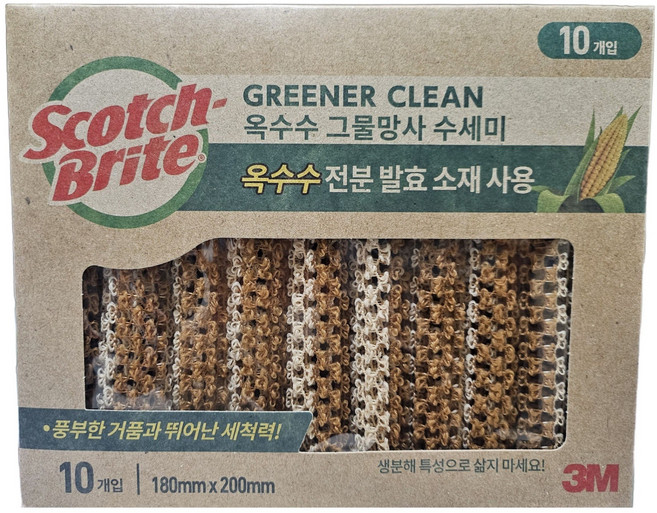 10개입
Scotch-
Brite®
GREENER CLEAN
옥수수 그물망사 수세미
옥수수 전분 발효 소재 사용
•풍부한 거품과 뛰어난 세척력!
10개입 | 180mm x 200mm
생분해 특성으로 삶지 마세요!
3M